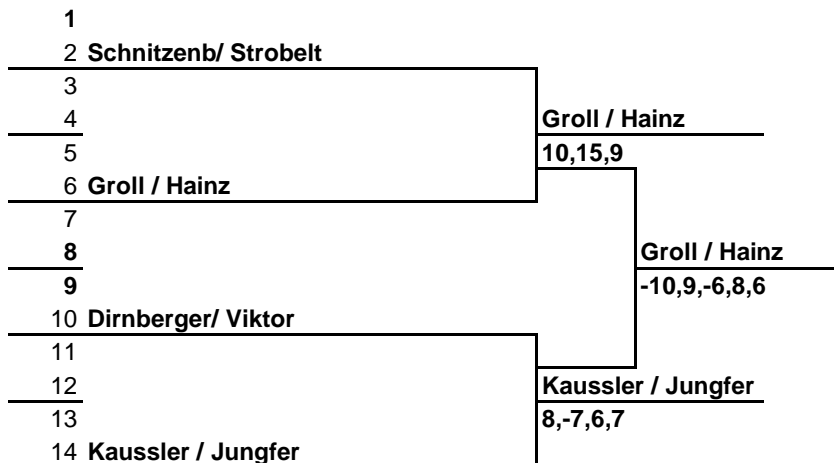 1
2 Schnitzenb/ Strobelt
3
4 Groll / Hainz
5 10,15,9
6 Groll / Hainz
7
8 Groll / Hainz
9 -10,9,-6,8,6
10 Dirnberger/ Viktor
11
12 Kaussler / Jungfer
13 8,-7,6,7
14 Kaussler / Jungfer